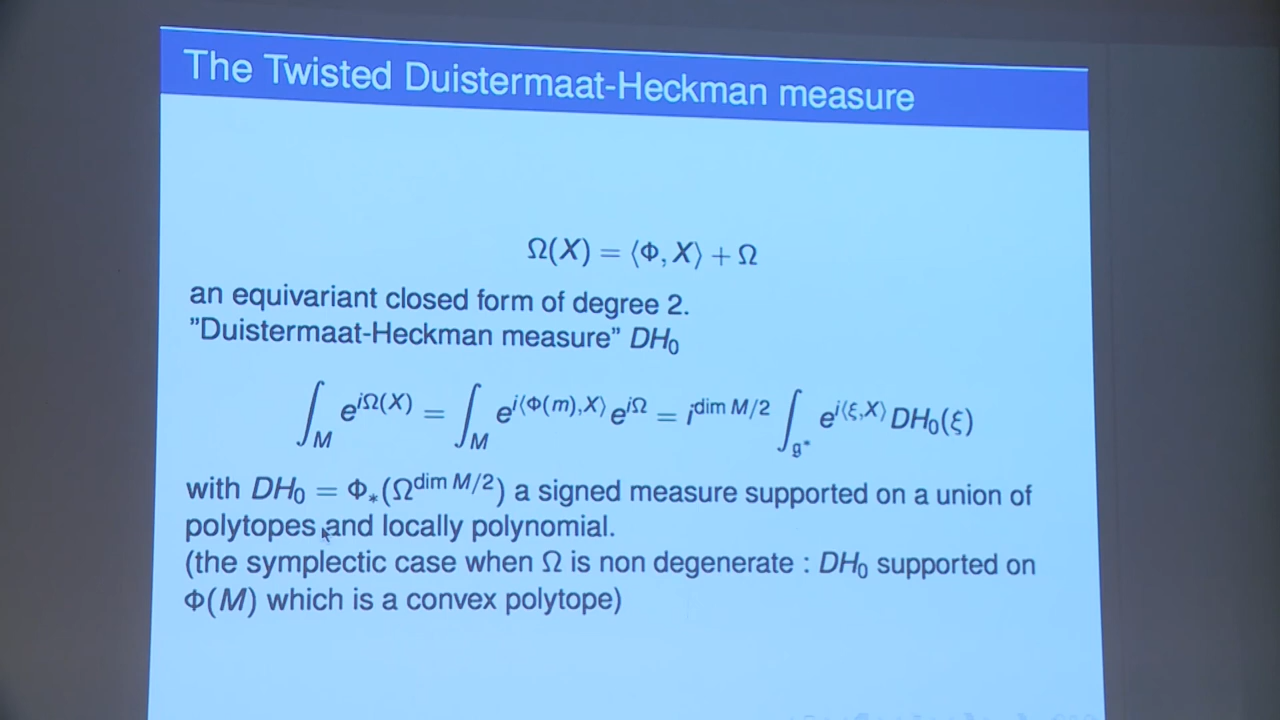 The Twisted Duistermaat-Heckman measure
Ω(X) = ⟨Φ, X⟩ + Ω
an equivariant closed form of degree 2.
”Duistermaat-Heckman measure” DH₀
∫_M e^{iΩ(X)} = ∫_M e^{i⟨Φ(m),X⟩} e^{iΩ} = i^{dim M/2} ∫_{g*} e^{i⟨ξ,X⟩} DH₀(ξ)
with DH₀ = Φ_*(Ω^{dim M/2}) a signed measure supported on a union of
polytopes and locally polynomial.
(the symplectic case when Ω is non degenerate : DH₀ supported on
Φ(M) which is a convex polytope)